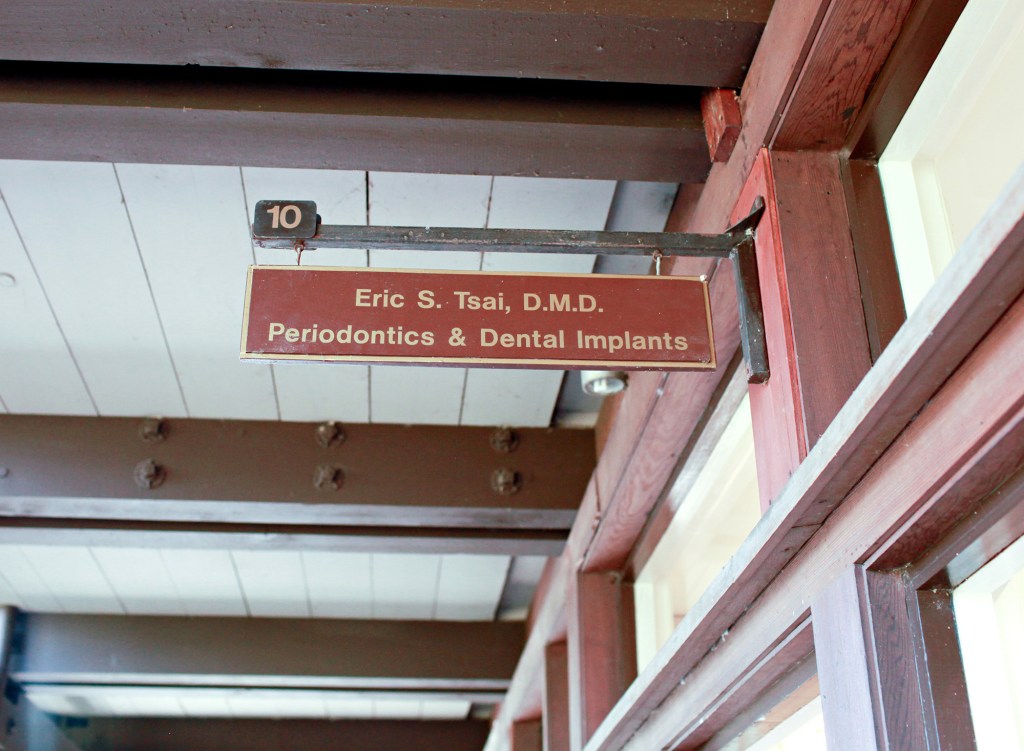 10
Eric S. Tsai, D.M.D.
Periodontics & Dental Implants